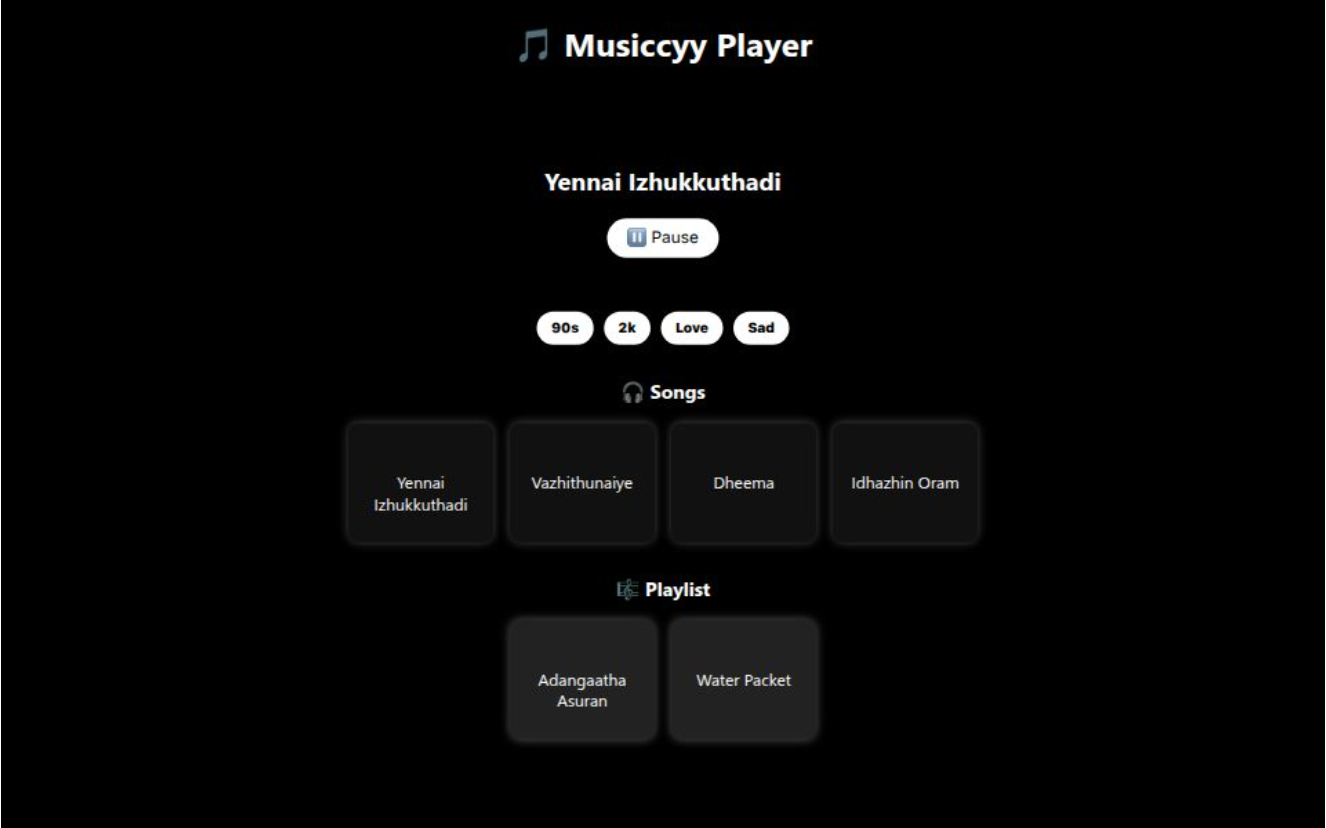 🎵 Musiccyy Player
Yennai Izhukkuthadi
⏸ Pause
90s 2k Love Sad
🎧 Songs
Yennai
Izhukkuthadi
Vazhithunaiye
Dheema
Idhazhin Oram
🎼 Playlist
Adangaatha
Asuran
Water Packet